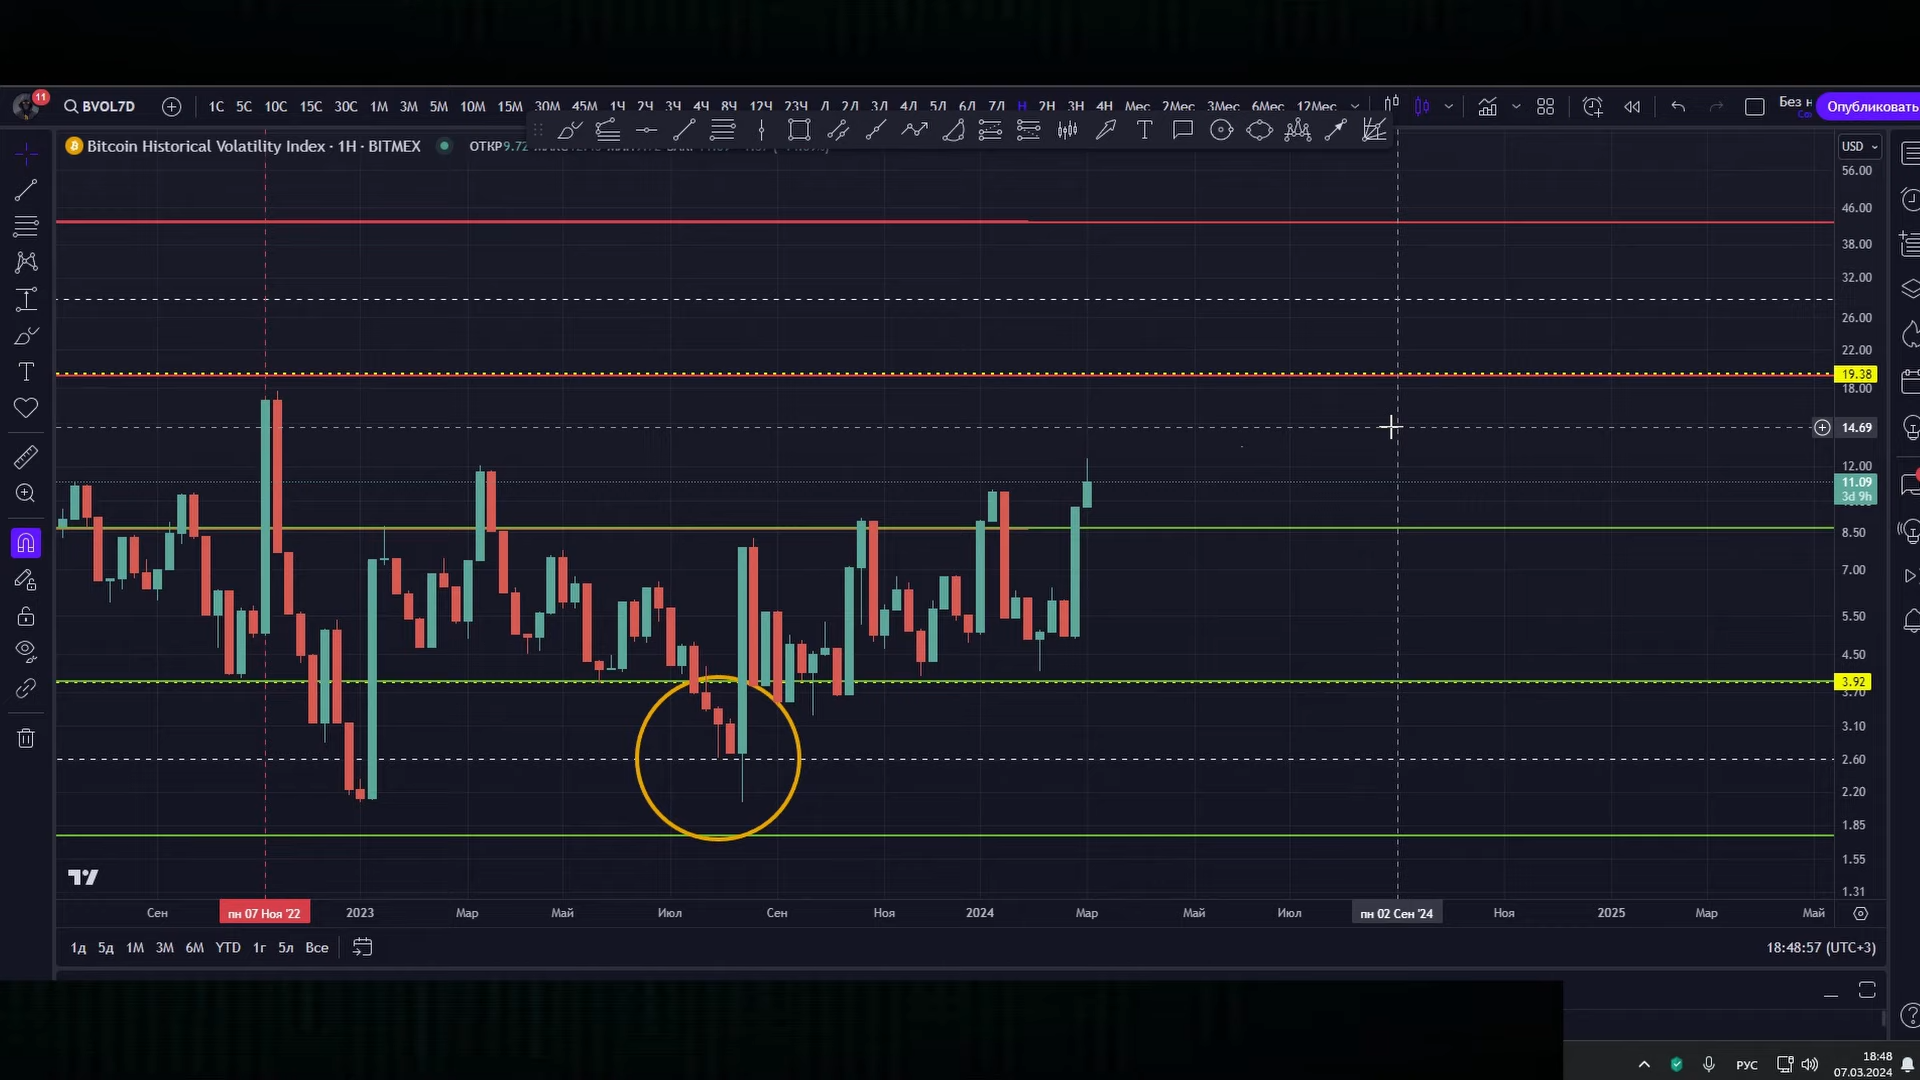 11
BVOL7D
1С 5С 10С 15С 30С 1М 3М 5М 10М 15М 30М 45М 1Ч 2Ч 3Ч 4Ч 8Ч 12Ч 23Ч Д 2Д 3Д 4Д 5Д 6Д 7Д Н 2Н 3Н 4Н Мес 2Мес 3Мес 6Мес 12Мес
Без н
Опубликовать
Bitcoin Historical Volatility Index · 1Н · BITMEX
ОТКР9.72
USD
56.00
46.00
38.00
32.00
26.00
22.00
19.38
18.00
14.69
12.00
11.09
3d 9h
8.50
7.00
5.50
4.50
3.92
3.70
3.10
2.60
2.20
1.85
1.55
1.31
Сен
пн 07 Ноя '22
2023
Мар
Май
Июл
Сен
Ноя
2024
Мар
Май
Июл
пн 02 Сен '24
Ноя
2025
Мар
Май
1д 5д 1М 3М 6М YTD 1г 5л Все
18:48:57 (UTC+3)
РУС
18:48
07.03.2024